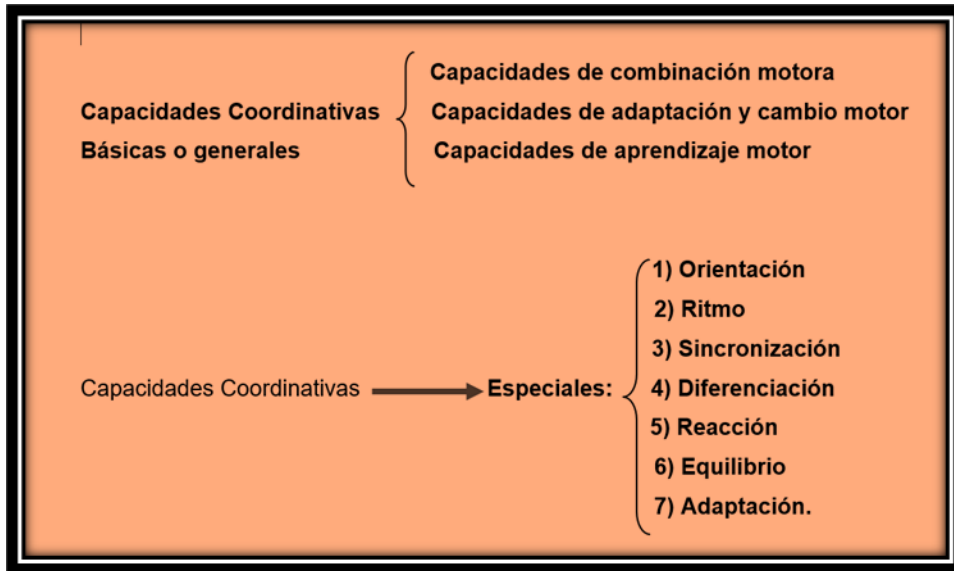 Capacidades Coordinativas
Básicas o generales
Capacidades de combinación motora
Capacidades de adaptación y cambio motor
Capacidades de aprendizaje motor
Capacidades Coordinativas
Especiales:
1) Orientación
2) Ritmo
3) Sincronización
4) Diferenciación
5) Reacción
6) Equilibrio
7) Adaptación.